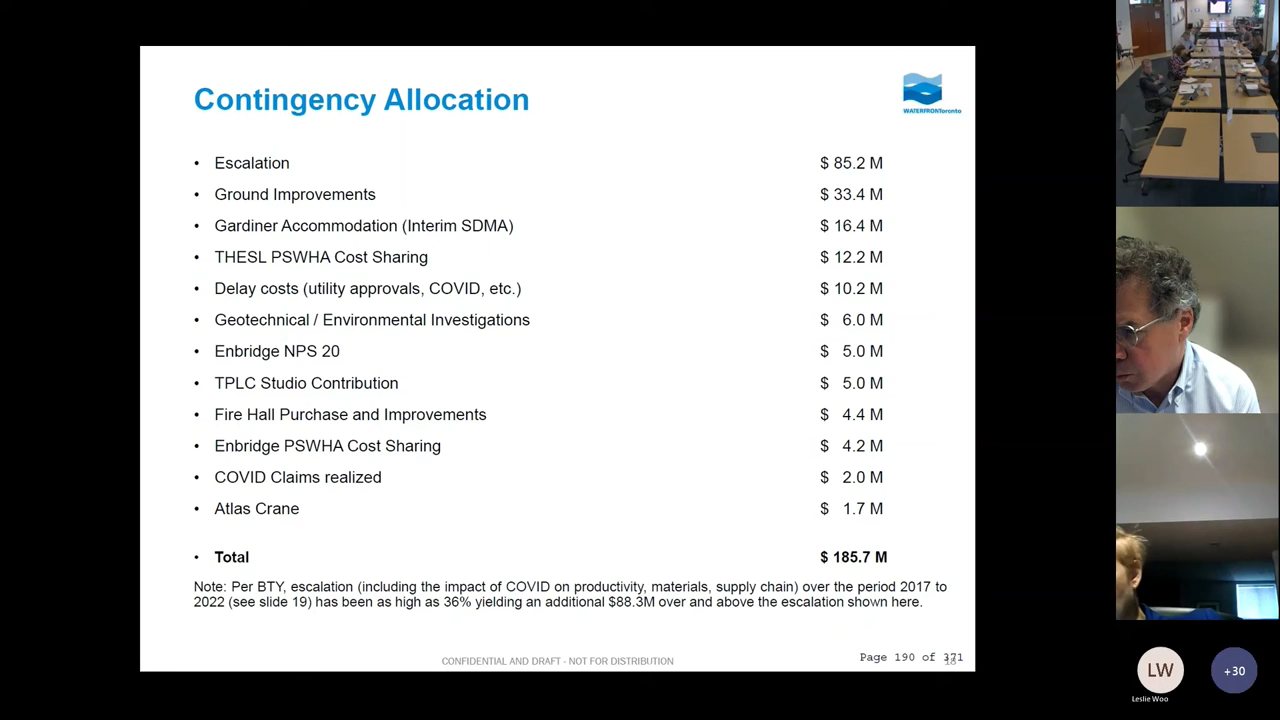 Contingency Allocation
WATERFRONToronto
• Escalation $ 85.2 M
• Ground Improvements $ 33.4 M
• Gardiner Accommodation (Interim SDMA) $ 16.4 M
• THESL PSWHA Cost Sharing $ 12.2 M
• Delay costs (utility approvals, COVID, etc.) $ 10.2 M
• Geotechnical / Environmental Investigations $ 6.0 M
• Enbridge NPS 20 $ 5.0 M
• TPLC Studio Contribution $ 5.0 M
• Fire Hall Purchase and Improvements $ 4.4 M
• Enbridge PSWHA Cost Sharing $ 4.2 M
• COVID Claims realized $ 2.0 M
• Atlas Crane $ 1.7 M
• Total $ 185.7 M
Note: Per BTY, escalation (including the impact of COVID on productivity, materials, supply chain) over the period 2017 to
2022 (see slide 19) has been as high as 36% yielding an additional $88.3M over and above the escalation shown here.
CONFIDENTIAL AND DRAFT - NOT FOR DISTRIBUTION
Page 190 of 371
LW
Leslie Woo
+30